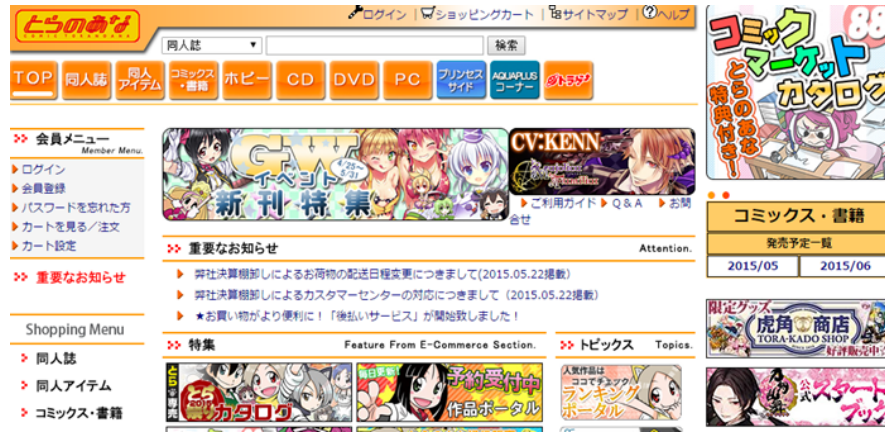 とらのあな
ログイン | ショッピングカート | サイトマップ | ?ヘルプ
同人誌 ▼ 検索
TOP 同人誌 同人アイテム コミックス・書籍 ホビー CD DVD PC プリンセスサイド AQUAPLUSコーナー
会員メニュー
Member Menu.
ログイン
会員登録
パスワードを忘れた方
カートを見る/注文
カート設定
重要なお知らせ
Shopping Menu
同人誌
同人アイテム
コミックス・書籍
GW
4/25~5/31
イベント
新刊特集
CV:KENN
ご利用ガイド Q & A お問
合せ
重要なお知らせ Attention.
弊社決算棚卸しによるお荷物の配送日程変更につきまして(2015.05.22掲載)
弊社決算棚卸しによるカスタマーセンターの対応につきまして (2015.05.22掲載)
★お買い物がより便利に!「後払いサービス」が開始致しました!
特集 Feature From E-Commerce Section.
とら専売
カタログ
毎日更新!
予約受付中
作品ポータル
トピックス Topics.
人気作品は
ココでチェック
ランキング
ポータル
コミック
マーケット
カタログ
88
とらのあな
特典付き!
コミックス・書籍
発売予定一覧
2015/05 2015/06
限定グッズ
虎角商店
TORA-KADO SHOP
好評販売中
公式
スタート
ブック